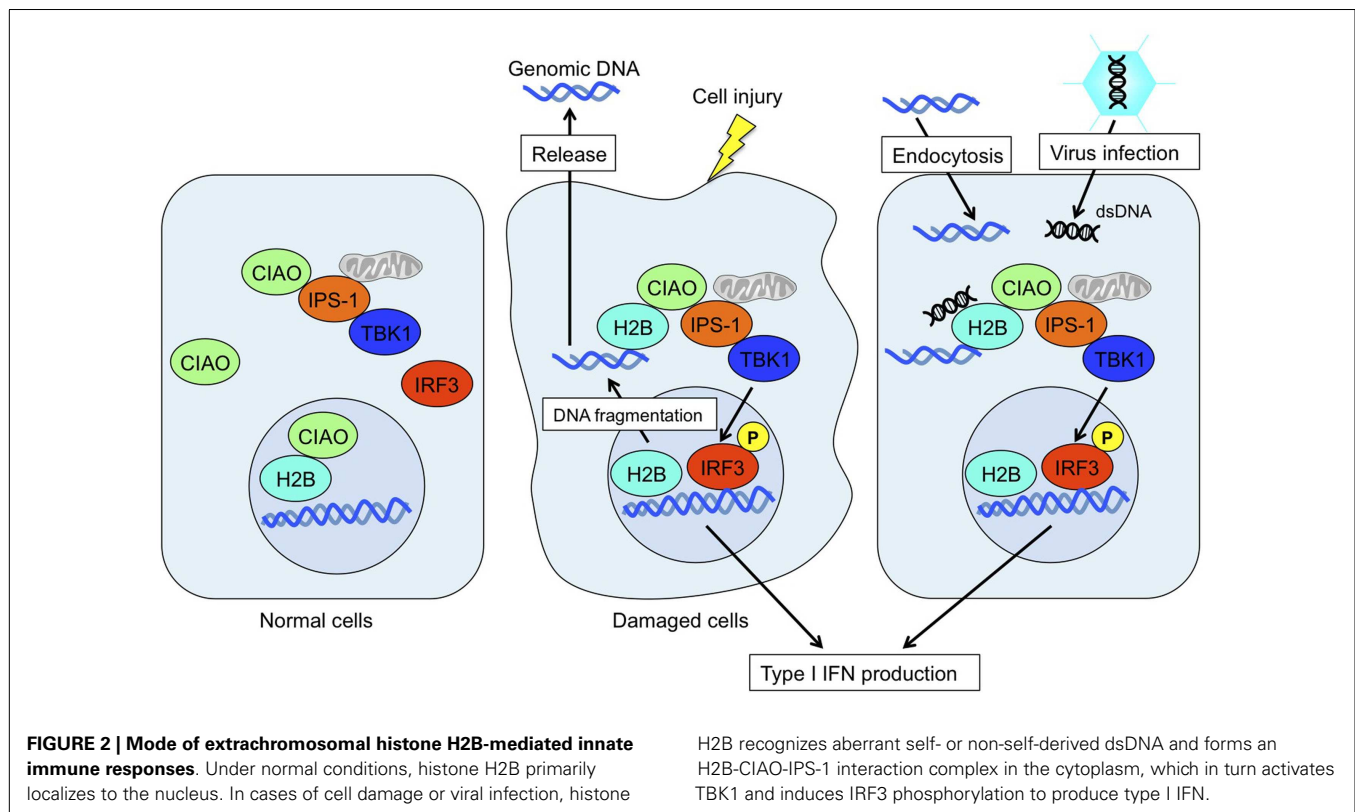 Genomic DNA
Release
Cell injury
Endocytosis
Virus infection
dsDNA
CIAO
IPS-1
TBK1
CIAO
IRF3
CIAO
H2B
Normal cells
CIAO
H2B
IPS-1
TBK1
DNA fragmentation
P
H2B
IRF3
Damaged cells
CIAO
H2B
IPS-1
TBK1
P
H2B
IRF3
Type I IFN production
FIGURE 2 | Mode of extrachromosomal histone H2B-mediated innate
immune responses. Under normal conditions, histone H2B primarily
localizes to the nucleus. In cases of cell damage or viral infection, histone
H2B recognizes aberrant self- or non-self-derived dsDNA and forms an
H2B-CIAO-IPS-1 interaction complex in the cytoplasm, which in turn activates
TBK1 and induces IRF3 phosphorylation to produce type I IFN.